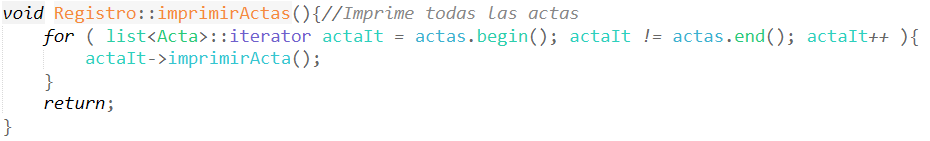 void Registro::imprimirActas(){//Imprime todas las actas
    for ( list<Acta>::iterator actaIt = actas.begin(); actaIt != actas.end(); actaIt++ ){
        actaIt->imprimirActa();
    }
    return;
}